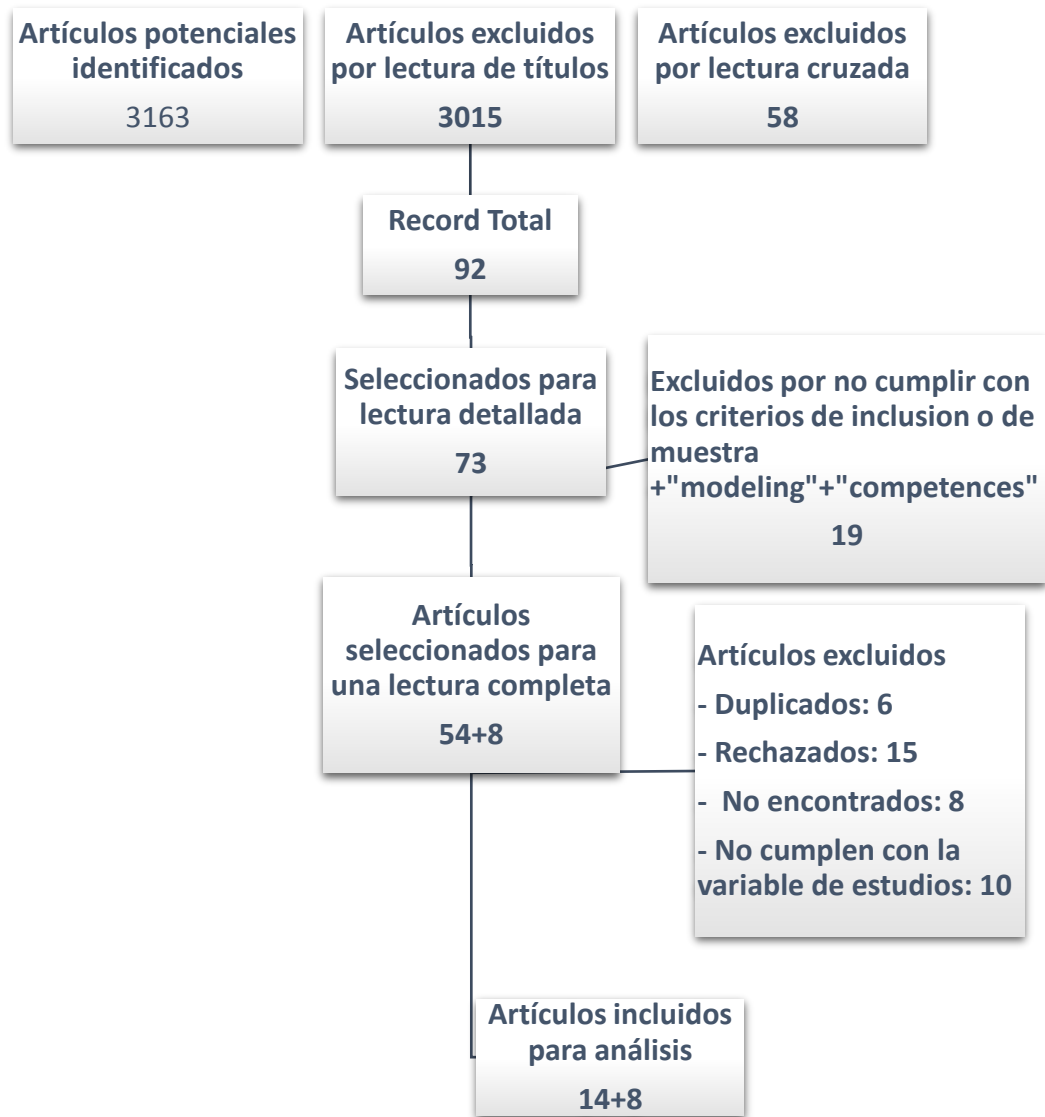 Artículos potenciales
identificados
3163
Artículos excluidos
por lectura de títulos
3015
Artículos excluidos
por lectura cruzada
58
Record Total
92
Seleccionados para
lectura detallada
73
Excluidos por no cumplir con
los criterios de inclusion o de
muestra
+"modeling"+"competences"
19
Artículos
seleccionados para
una lectura completa
54+8
Artículos excluidos
- Duplicados: 6
- Rechazados: 15
- No encontrados: 8
- No cumplen con la
variable de estudios: 10
Artículos incluidos
para análisis
14+8